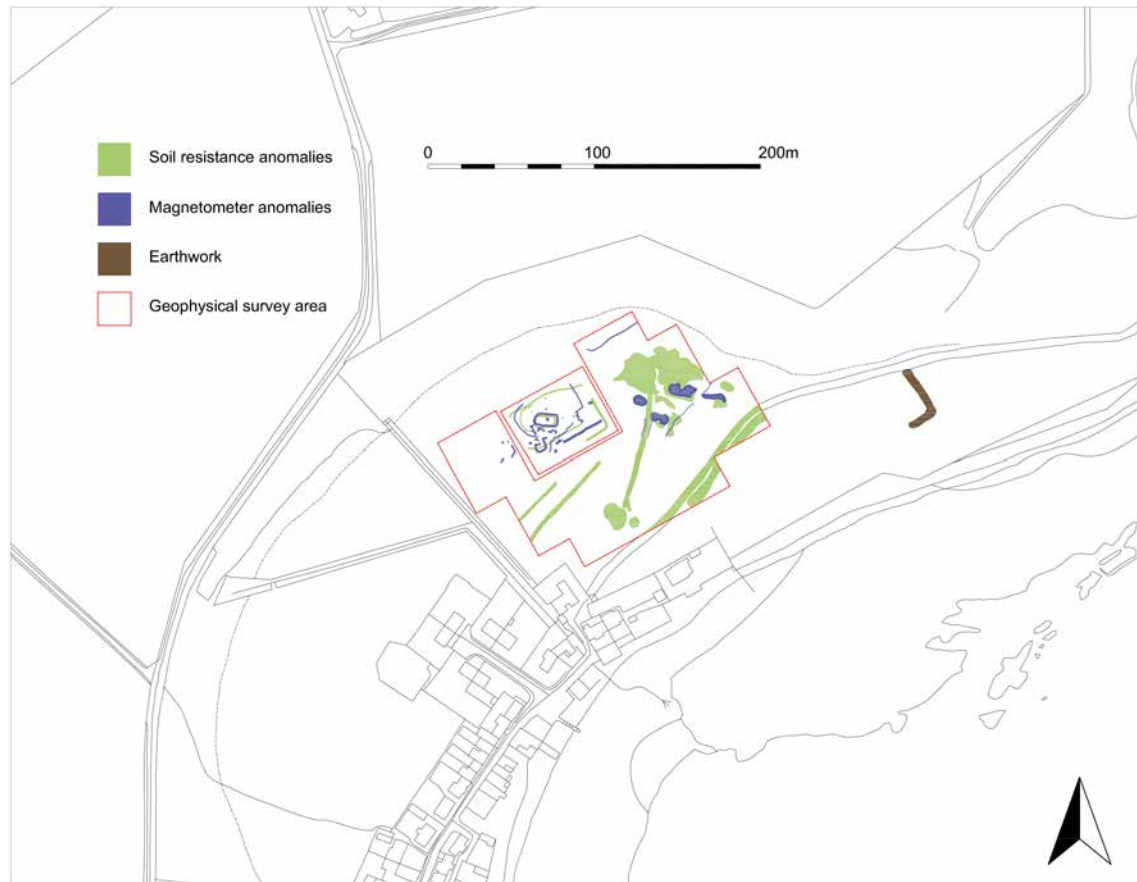 Soil resistance anomalies
Magnetometer anomalies
Earthwork
Geophysical survey area
0 100 200m